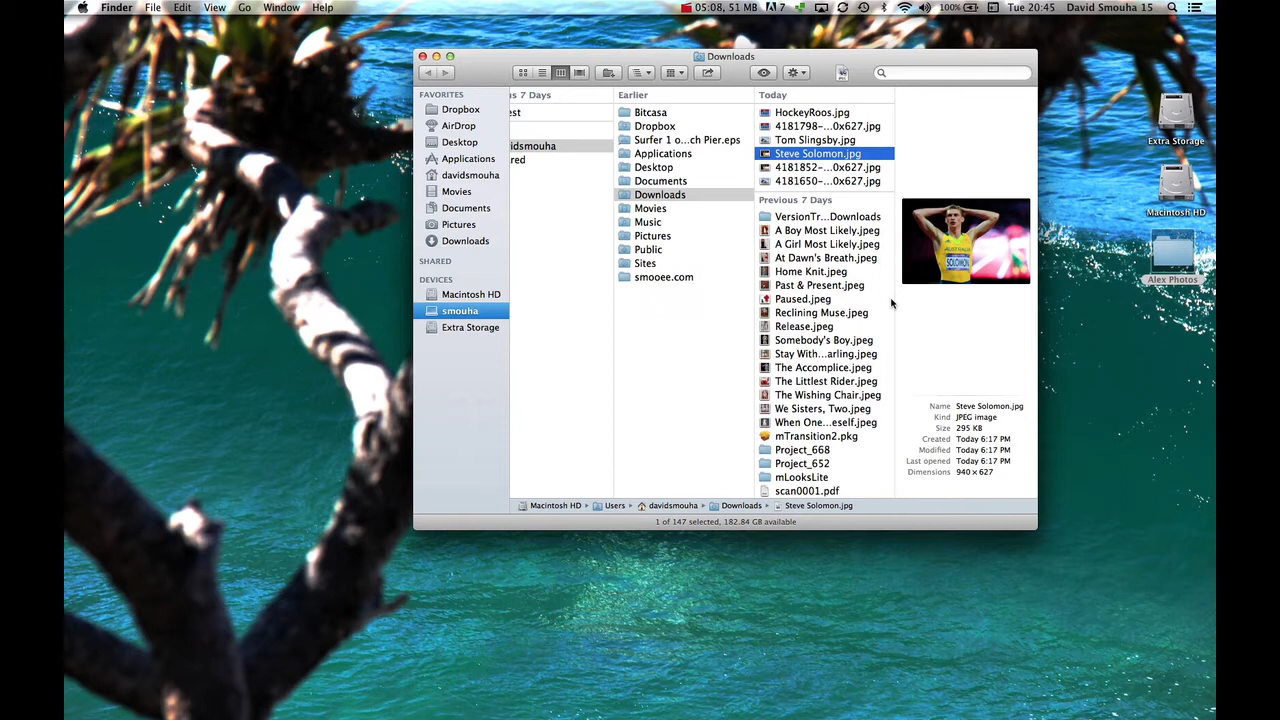 Finder File Edit View Go Window Help 05:08, 51 MB 7 100% Tue 20:45 David Smouha 15
Downloads
FAVORITES
Dropbox
AirDrop
Desktop
Applications
davidsmouha
Movies
Documents
Pictures
Downloads
SHARED
DEVICES
Macintosh HD
smouha
Extra Storage
us 7 Days
est
vidsmouha
ared
Earlier
Bitcasa
Dropbox
Surfer 1 o...ch Pier.eps
Applications
Desktop
Documents
Downloads
Movies
Music
Pictures
Public
Sites
smooee.com
Today
HockeyRoos.jpg
4181798-...0x627.jpg
Tom Slingsby.jpg
Steve Solomon.jpg
4181852-...0x627.jpg
4181650-...0x627.jpg
Previous 7 Days
VersionTr...Downloads
A Boy Most Likely.jpeg
A Girl Most Likely.jpeg
At Dawn's Breath.jpeg
Home Knit.jpeg
Past & Present.jpeg
Paused.jpeg
Reclining Muse.jpeg
Release.jpeg
Somebody's Boy.jpeg
Stay With...arling.jpeg
The Accomplice.jpeg
The Littlest Rider.jpeg
The Wishing Chair.jpeg
We Sisters, Two.jpeg
When One...eself.jpeg
mTransition2.pkg
Project_668
Project_652
mLooksLite
scan0001.pdf
SOLOMON
Name Steve Solomon.jpg
Kind JPEG image
Size 295 KB
Created Today 6:17 PM
Modified Today 6:17 PM
Last opened Today 6:17 PM
Dimensions 940 × 627
Macintosh HD Users davidsmouha Downloads Steve Solomon.jpg
1 of 147 selected, 182.84 GB available
Extra Storage
Macintosh HD
Alex Photos